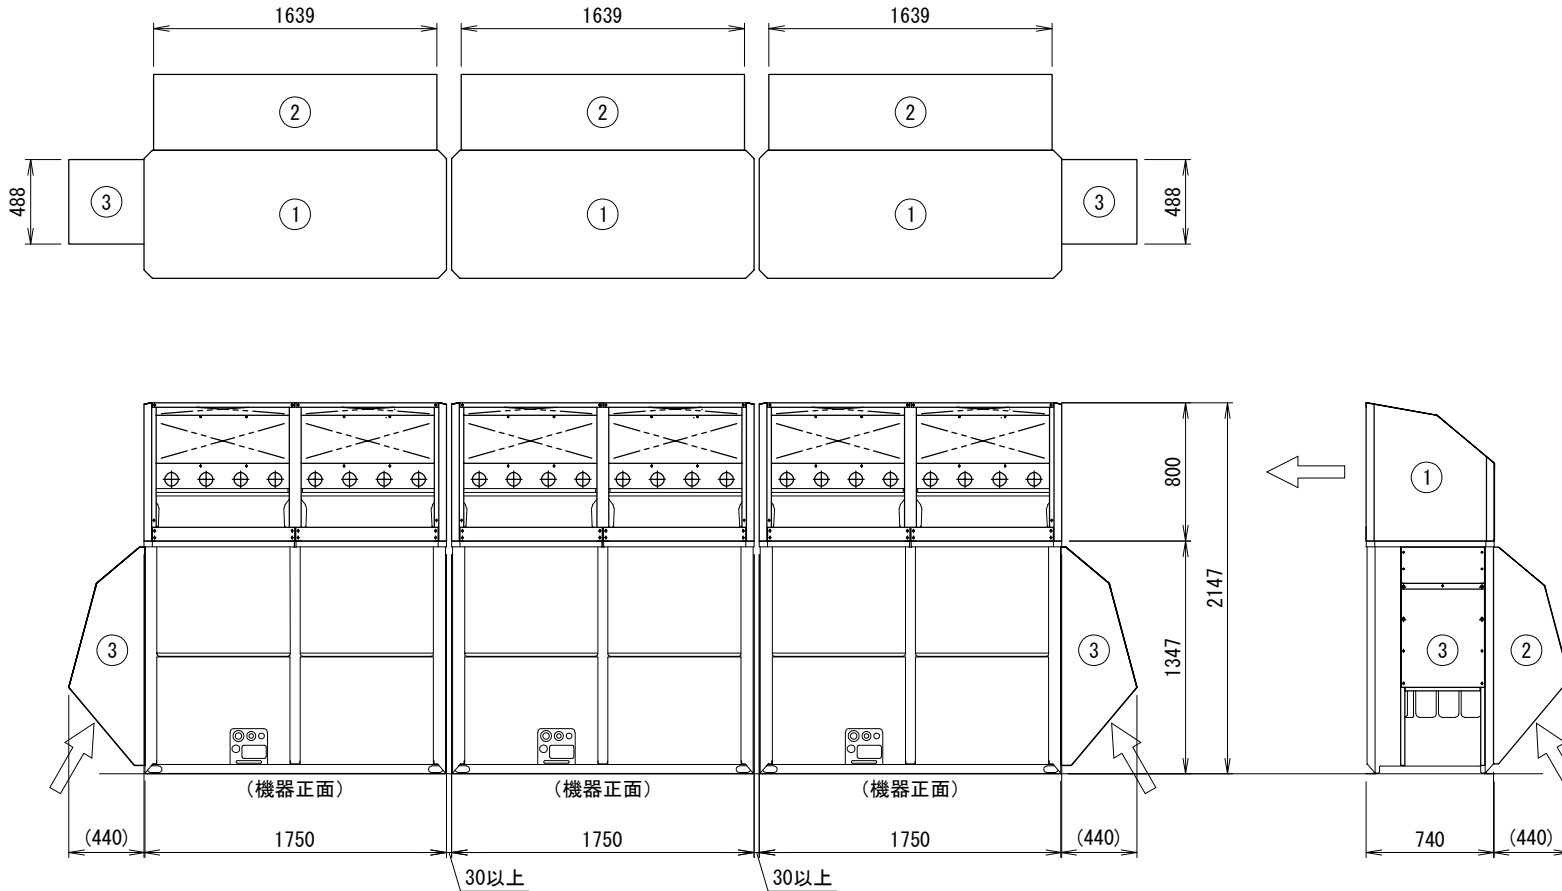 1639 1639 1639
② ② ②
488 ③ ① ① ① ③ 488
800 ①
2147
③ ③ 1347 ③ ②
(機器正面) (機器正面) (機器正面)
(440) 1750 1750 1750 (440) 740 (440)
30以上 30以上